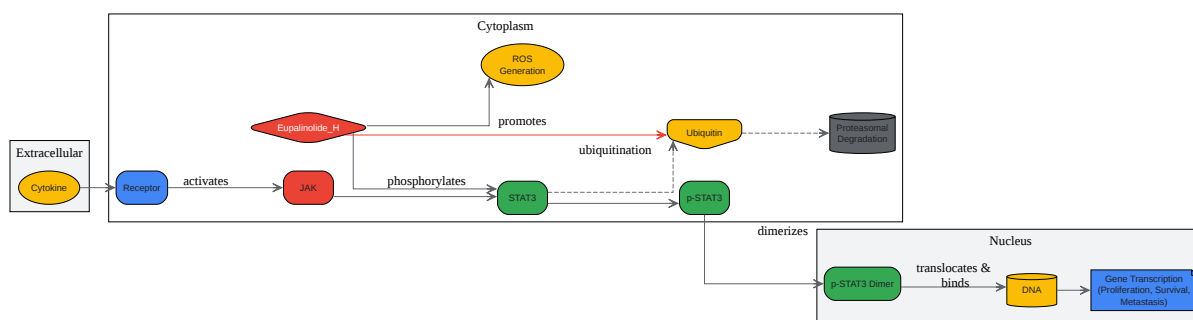 Cytoplasm
ROS
Generation
Eupalinolide_H
promotes
Ubiquitin
Proteasomal
Degradation
ubiquitination
Extracellular
Cytokine
Receptor
activates
JAK
phosphorylates
STAT3
p-STAT3
dimerizes
Nucleus
p-STAT3 Dimer
translocates &
binds
DNA
Gene Transcription
(Proliferation, Survival,
Metastasis)